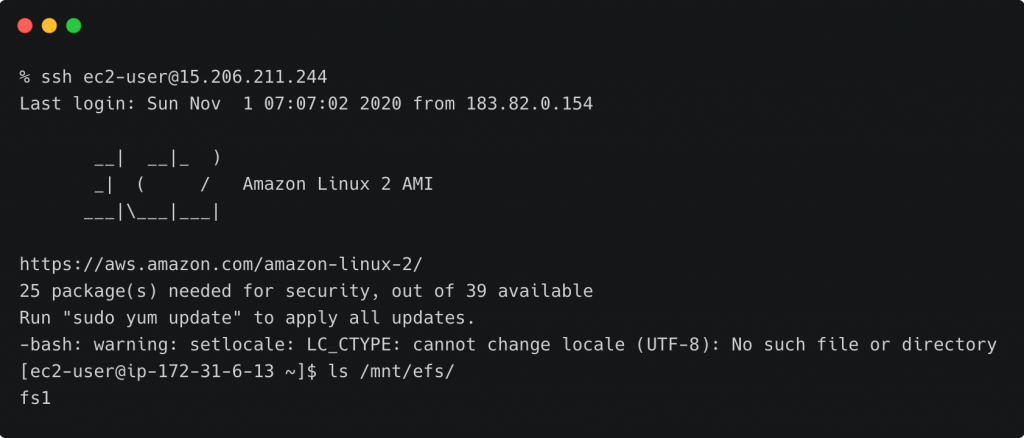 % ssh ec2-user@15.206.211.244
Last login: Sun Nov  1 07:07:02 2020 from 183.82.0.154
       __|  __|_  )
       _|  (     /   Amazon Linux 2 AMI
      ___|\___|___|
https://aws.amazon.com/amazon-linux-2/
25 package(s) needed for security, out of 39 available
Run "sudo yum update" to apply all updates.
-bash: warning: setlocale: LC_CTYPE: cannot change locale (UTF-8): No such file or directory
[ec2-user@ip-172-31-6-13 ~]$ ls /mnt/efs/
fs1